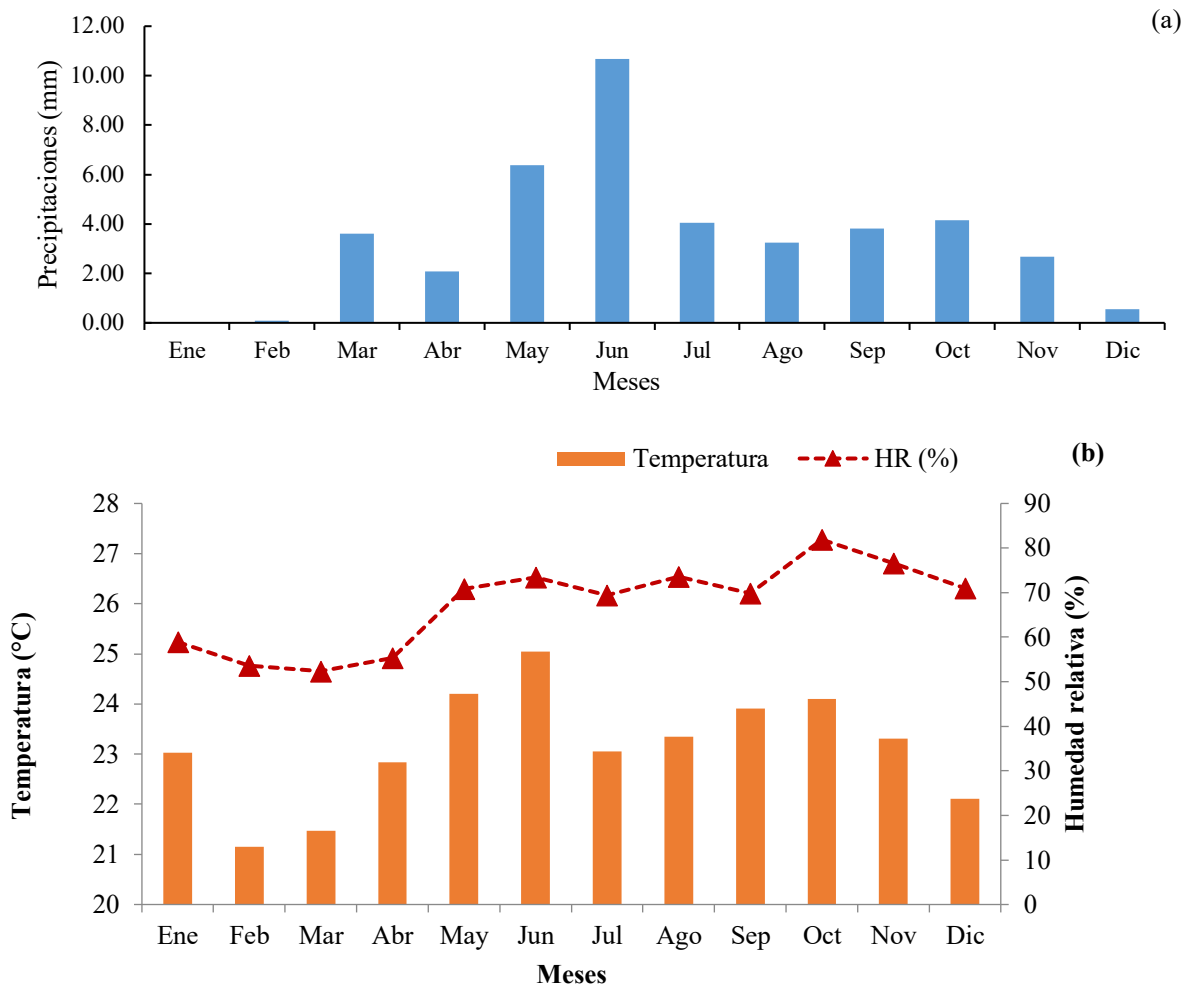 (a)
Precipitaciones (mm)
12.00
10.00
8.00
6.00
4.00
2.00
0.00
Ene Feb Mar Abr May Jun Jul Ago Sep Oct Nov Dic
Meses
Temperatura HR (%) (b)
Temperatura (°C)
28
27
26
25
24
23
22
21
20
90
80
70
60
50
40
30
20
10
0
Humedad relativa (%)
Ene Feb Mar Abr May Jun Jul Ago Sep Oct Nov Dic
Meses